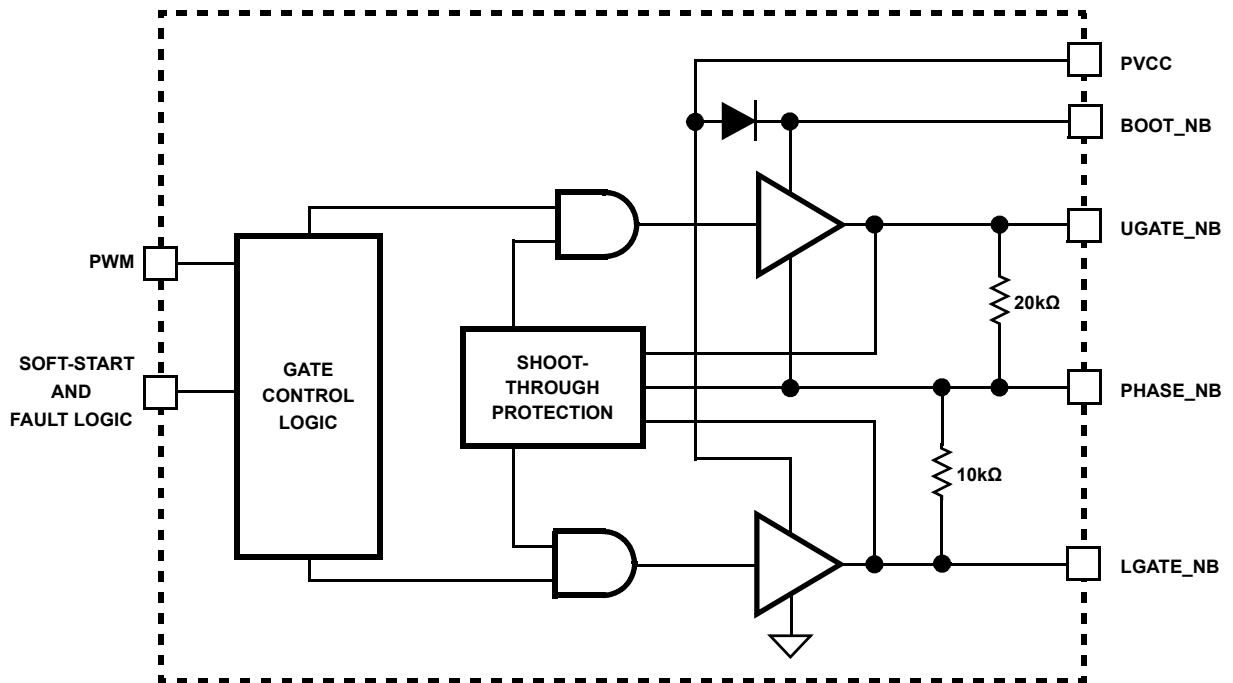 PVCC
BOOT_NB
UGATE_NB
PWM
20kΩ
SOFT-START
AND
FAULT LOGIC
GATE
CONTROL
LOGIC
SHOOT-
THROUGH
PROTECTION
PHASE_NB
10kΩ
LGATE_NB